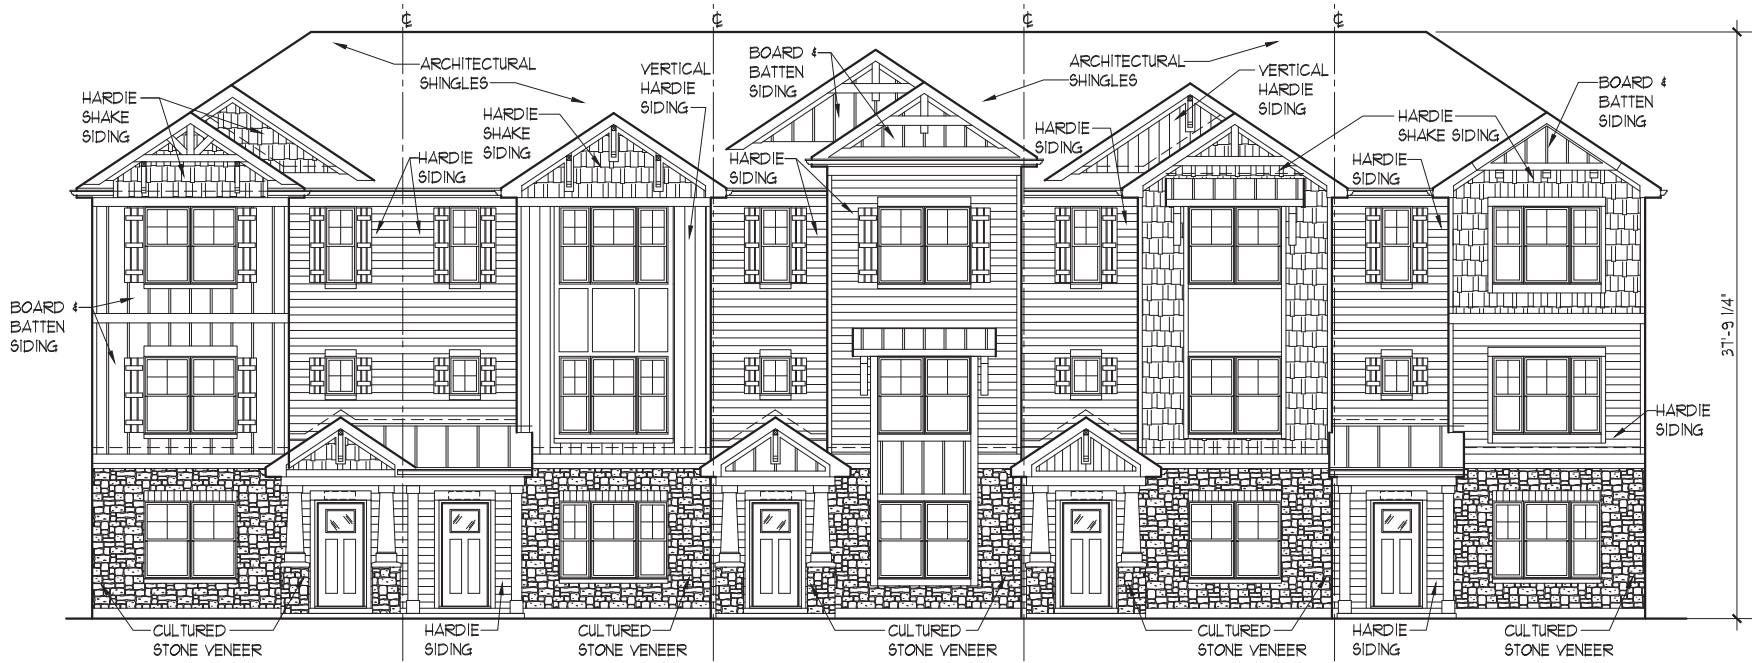 ℄ ℄ ℄ ℄
ARCHITECTURAL
SHINGLES
VERTICAL
HARDIE
SIDING
BOARD &
BATTEN
SIDING
ARCHITECTURAL
SHINGLES
VERTICAL
HARDIE
SIDING
BOARD &
BATTEN
SIDING
HARDIE
SHAKE
SIDING
HARDIE
SHAKE
SIDING
HARDIE
SIDING
HARDIE
SHAKE SIDING
HARDIE
SIDING
HARDIE
SIDING
HARDIE
SIDING
BOARD &
BATTEN
SIDING
37'-9 1/4"
HARDIE
SIDING
CULTURED
STONE VENEER
HARDIE
SIDING
CULTURED
STONE VENEER
CULTURED
STONE VENEER
CULTURED
STONE VENEER
HARDIE
SIDING
CULTURED
STONE VENEER